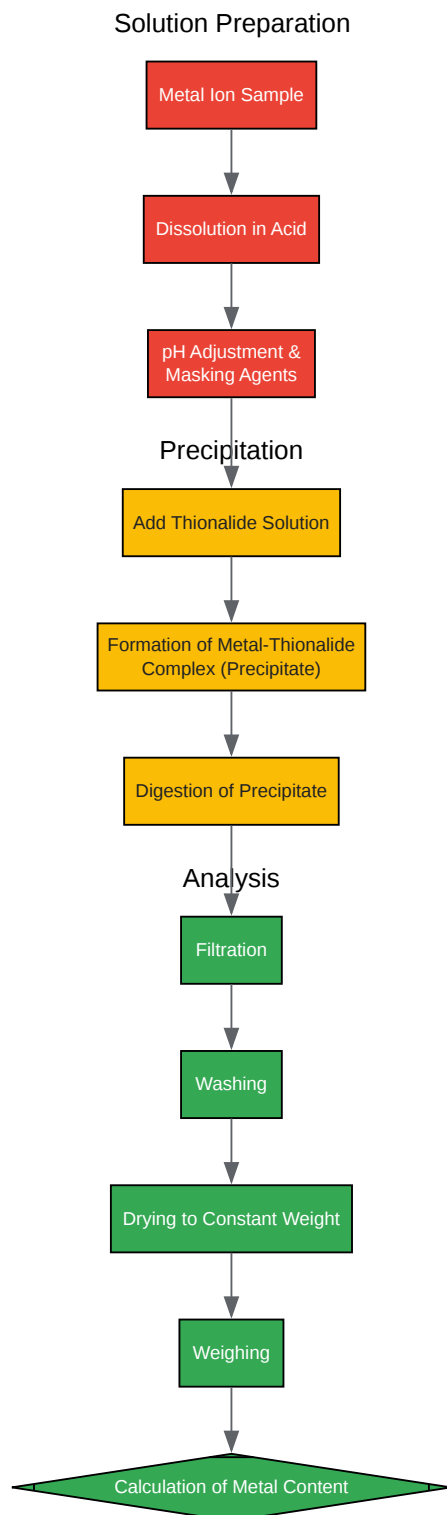 Solution Preparation
Metal Ion Sample
Dissolution in Acid
pH Adjustment &
Masking Agents
Precipitation
Add Thionalide Solution
Formation of Metal-Thionalide
Complex (Precipitate)
Digestion of Precipitate
Analysis
Filtration
Washing
Drying to Constant Weight
Weighing
Calculation of Metal Content